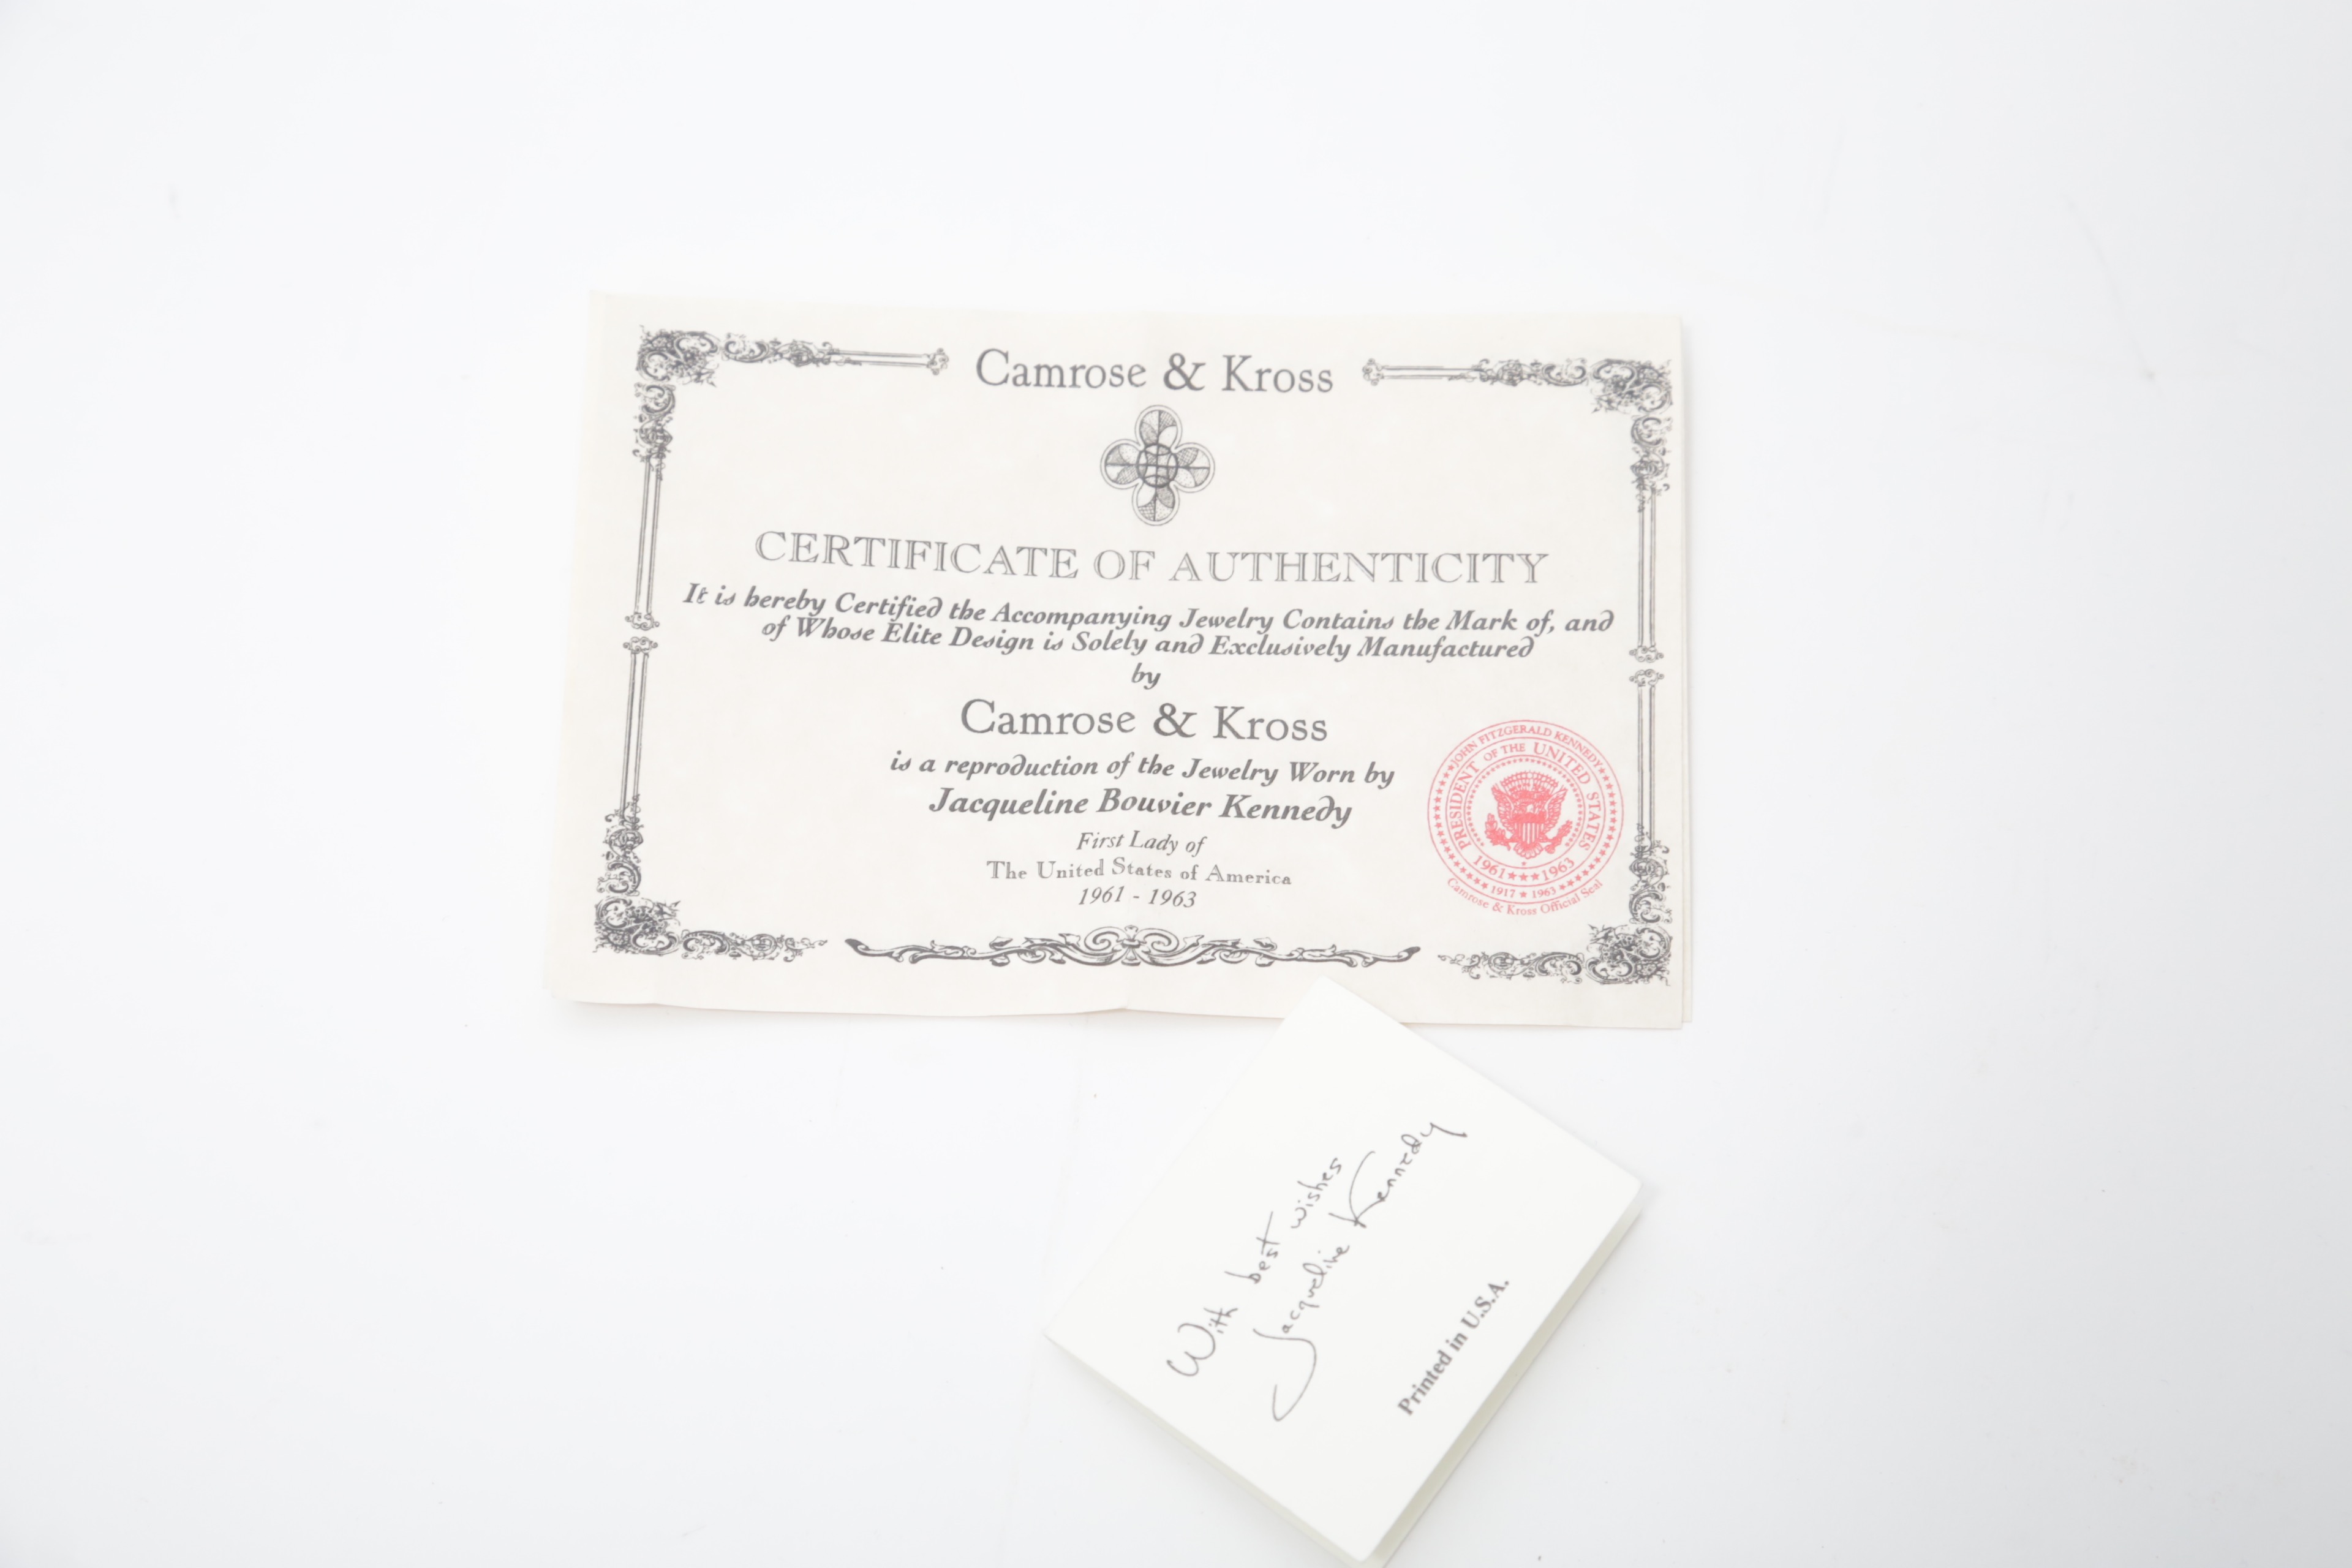 Camrose & Kross
CERTIFICATE OF AUTHENTICITY
It is hereby Certified the Accompanying Jewelry Contains the Mark of, and
of Whose Elite Design is Solely and Exclusively Manufactured
by
Camrose & Kross
is a reproduction of the Jewelry Worn by
Jacqueline Bouvier Kennedy
First Lady of
The United States of America
1961 - 1963
JOHN FITZGERALD KENNEDY
PRESIDENT OF THE UNITED STATES
1961★★★1963
1917 ★ 1963
Camrose & Kross Official Seal
With best wishes
Jacqueline Kennedy
Printed in U.S.A.